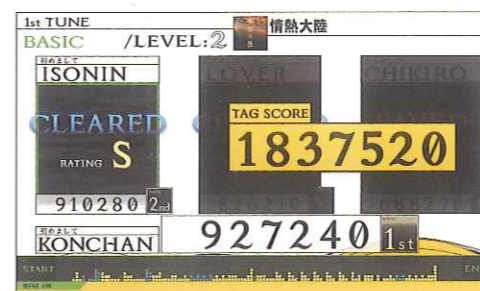 1st TUNE
BASIC /LEVEL:2 情熱大陸
初めまして
ISONIN
LOVER
CHIKIRO
CLEARED
TAG SCORE
1837520
RATING S
910280 2nd
初めまして
KONCHAN
927240 1st
START